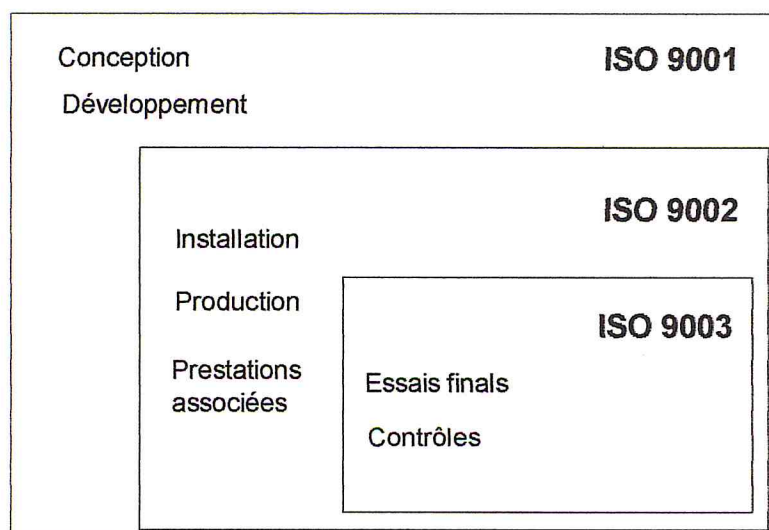 Conception
ISO 9001
Développement
ISO 9002
Installation
Production
ISO 9003
Prestations
associées
Essais finals
Contrôles